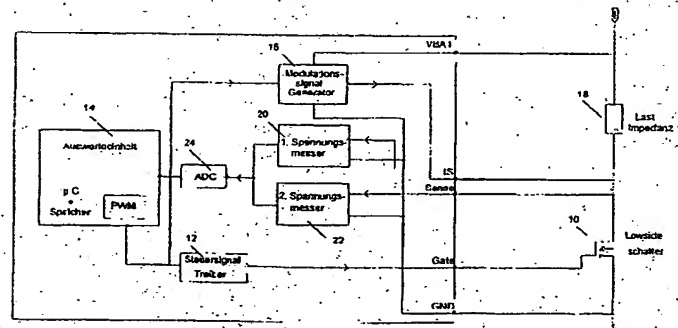 VBAT
16
Modulations-
signal
Generator
14
18
Last
Impedanz
Auswerteeinheit
20
24
1. Spannungs-
messer
ADC
IS
Sense
µC
+
Speicher
PWM
2. Spannungs-
messer
10
Lowside
schalter
12
22
Steuersignal
Treiber
Gate
GND